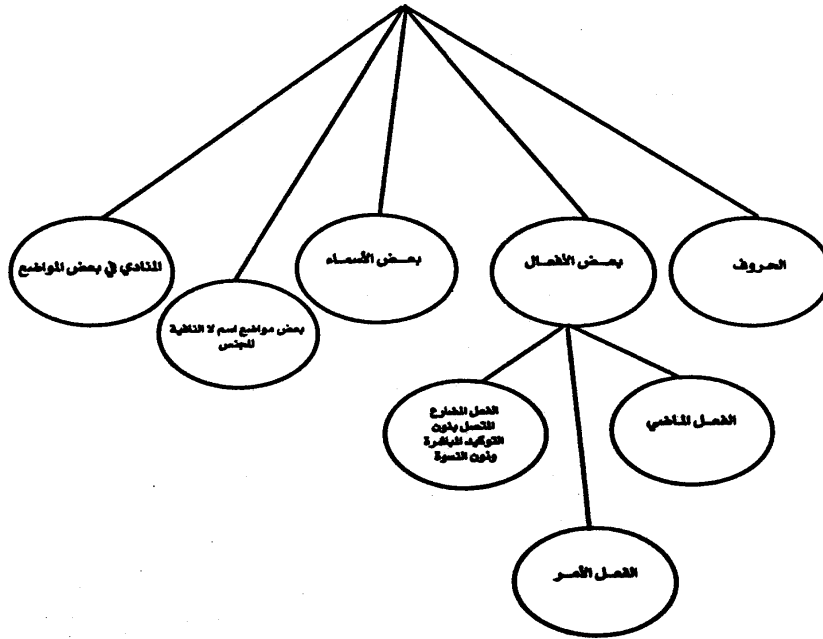 الحروف
بعض الأفعال
بعض الأسماء
بعض مواضع اسم لا النافية
للجنس
المنادي في بعض المواضع
الفعل الماضي
الفعل المضارع
المتصل بنون
التوكيد المباشرة
ونون النسوة
الفعل الأمر